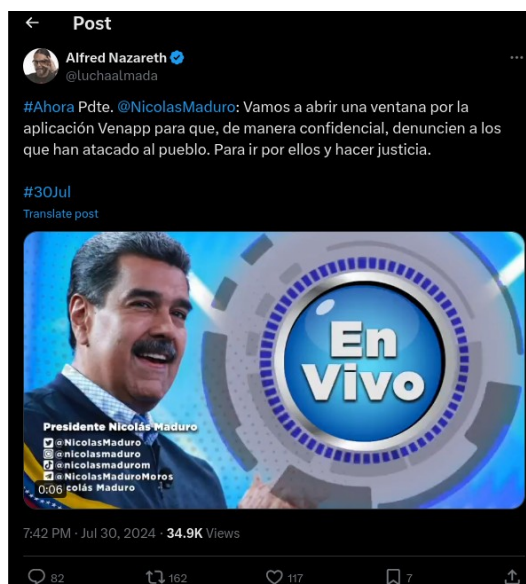 Post
Alfred Nazareth
@luchaalmada
#Ahora Pdte. @NicolasMaduro: Vamos a abrir una ventana por la
aplicación Venapp para que, de manera confidencial, denuncien a los
que han atacado al pueblo. Para ir por ellos y hacer justicia.
#30Jul
Translate post
En
Vivo
Presidente Nicolás Maduro
@NicolasMaduro
@nicolasmaduro
@nicolasmadurom
@NicolasMaduroMoros
0:06 colás Maduro
7:42 PM · Jul 30, 2024 · 34.9K Views
82 162 117 7